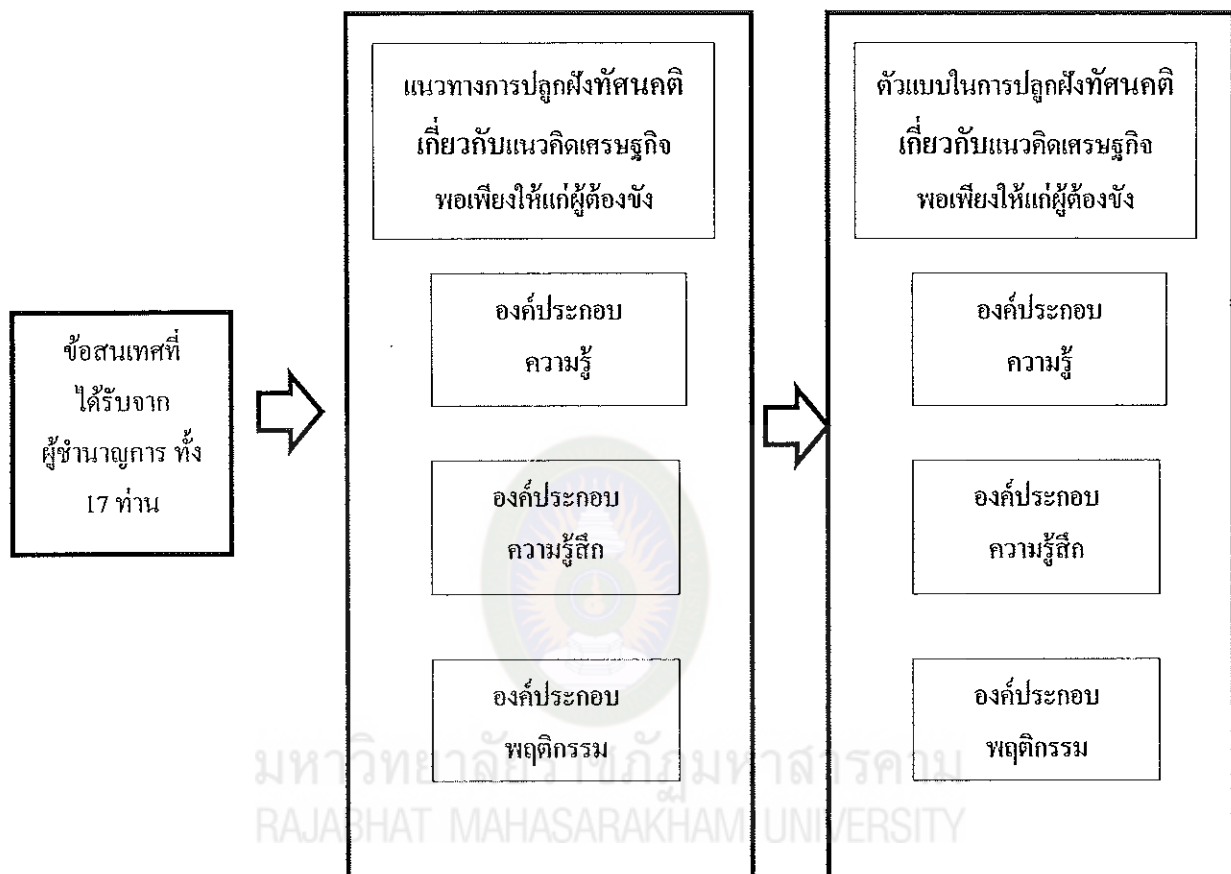 ข้อสนเทศที่
ได้รับจาก
ผู้ชำนาญการ ทั้ง
17 ท่าน
แนวทางการปลูกฝังทัศนคติ
เกี่ยวกับแนวคิดเศรษฐกิจ
พอเพียงให้แก่ผู้ต้องขัง
องค์ประกอบ
ความรู้
องค์ประกอบ
ความรู้สึก
องค์ประกอบ
พฤติกรรม
ตัวแบบในการปลูกฝังทัศนคติ
เกี่ยวกับแนวคิดเศรษฐกิจ
พอเพียงให้แก่ผู้ต้องขัง
องค์ประกอบ
ความรู้
องค์ประกอบ
ความรู้สึก
องค์ประกอบ
พฤติกรรม
มหาวิทยาลัยราชภัฏมหาสารคาม
RAJABHAT MAHASARAKHAM UNIVERSITY